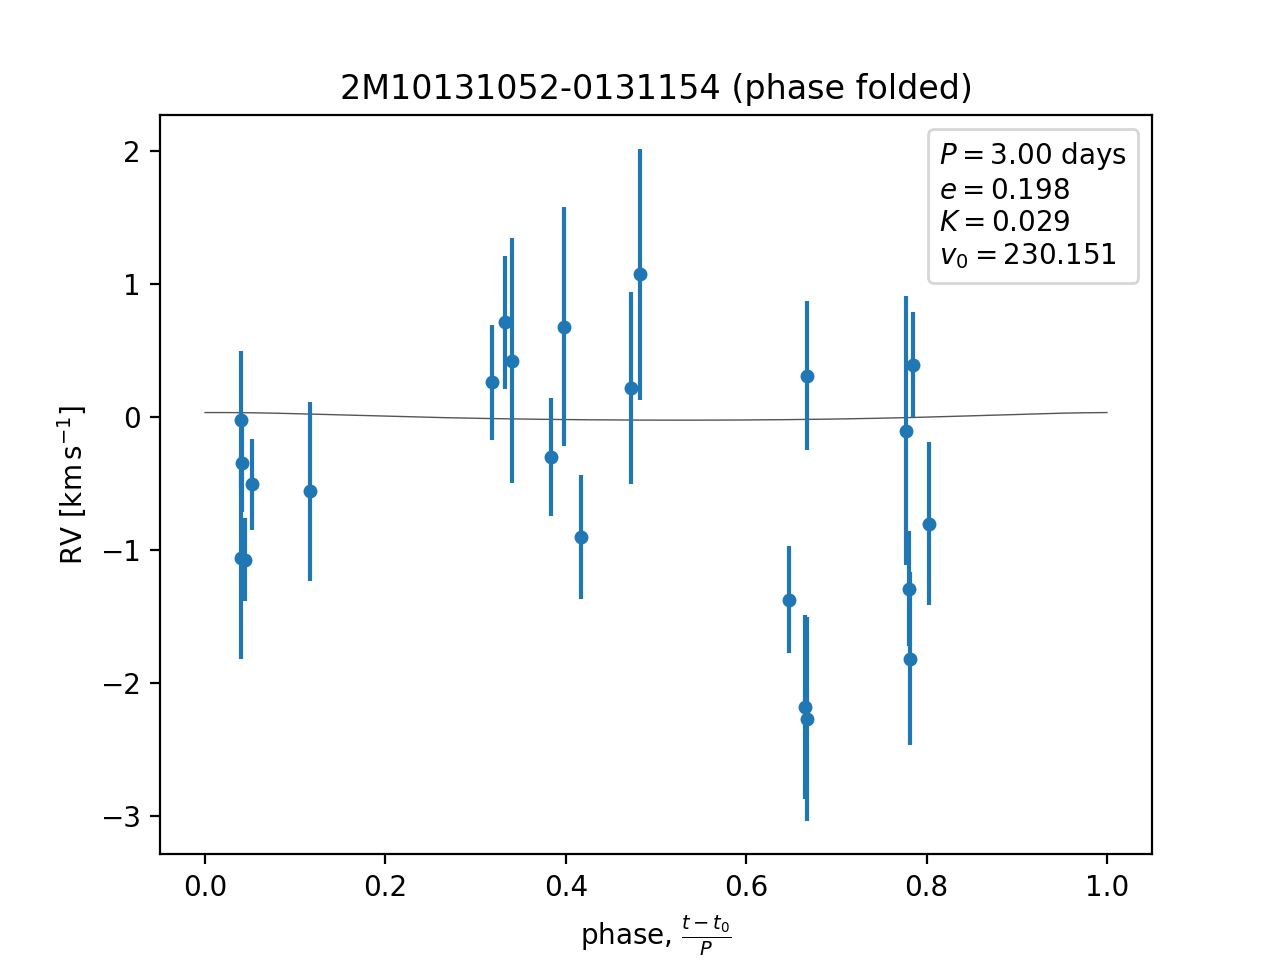 2M10131052-0131154 (phase folded)
P = 3.00 days
e = 0.198
K = 0.029
v₀ = 230.151
2
1
0
−1
−2
−3
RV [km s⁻¹]
0.0 0.2 0.4 0.6 0.8 1.0
phase, (t − t₀)/P